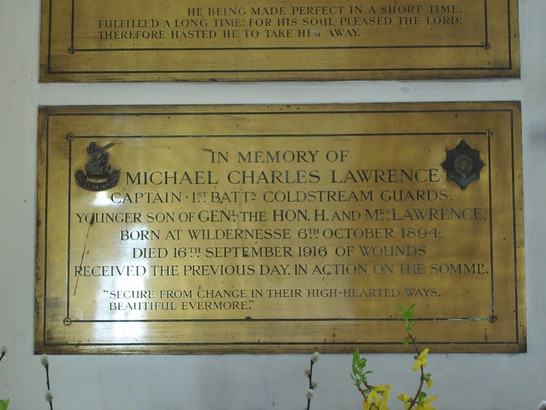 HE BEING MADE PERFECT IN A SHORT TIME,
FULFILLED A LONG TIME: FOR HIS SOUL PLEASED THE LORD:
THEREFORE HASTED HE TO TAKE HIM AWAY.
IN MEMORY OF
MICHAEL CHARLES LAWRENCE
CAPTAIN · 1ST BATTN COLDSTREAM GUARDS.
YOUNGER SON OF GENL THE HON. H. AND MRS LAWRENCE.
BORN AT WILDERNESSE 6TH OCTOBER 1894.
DIED 16TH SEPTEMBER 1916 OF WOUNDS
RECEIVED THE PREVIOUS DAY, IN ACTION ON THE SOMME.
"SECURE FROM CHANGE IN THEIR HIGH-HEARTED WAYS,
BEAUTIFUL EVERMORE."